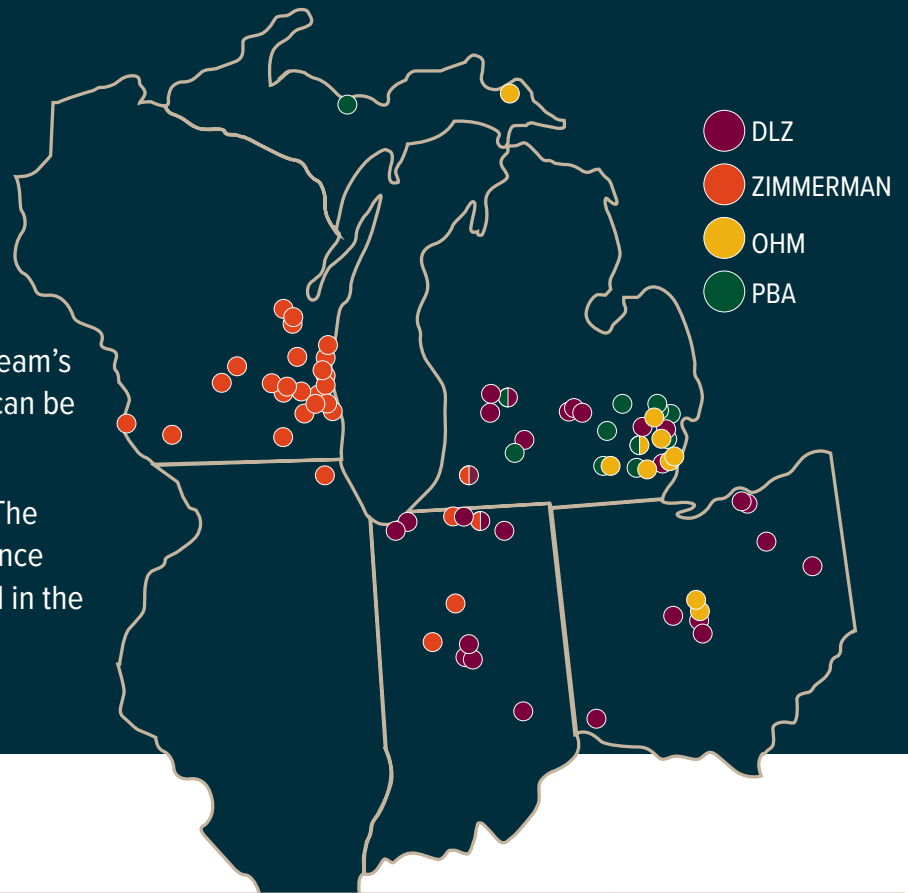 DLZ
ZIMMERMAN
OHM
PBA
eam’s
can be
The
nce
l in the